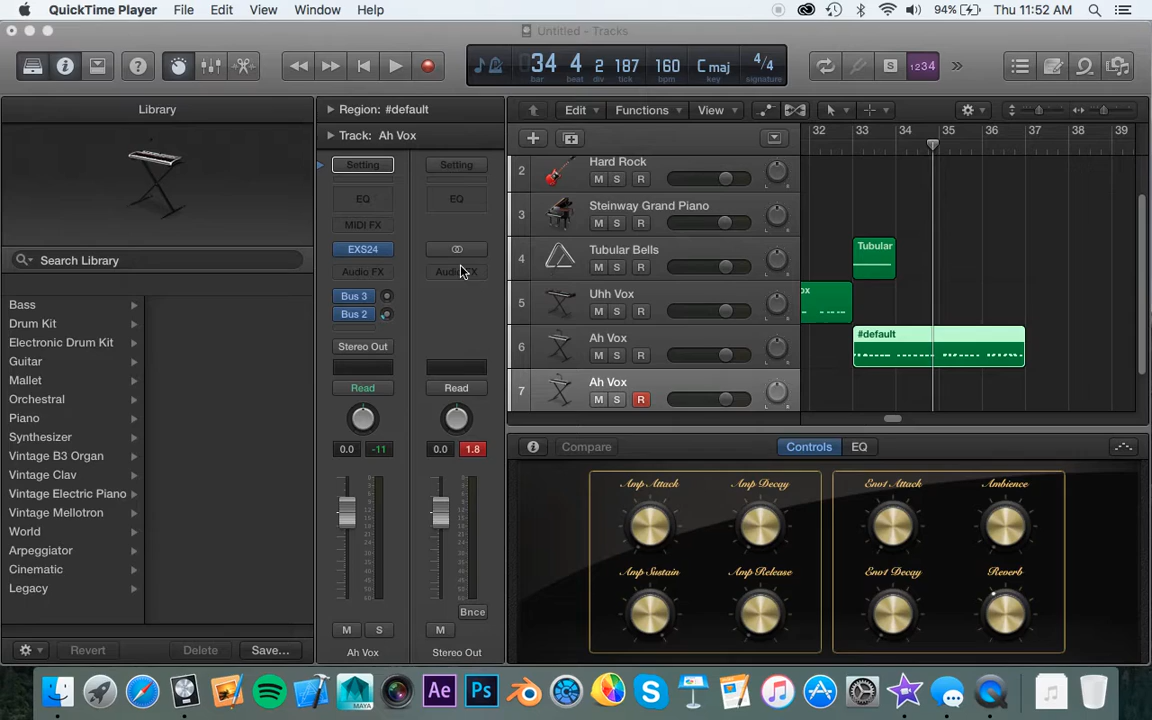 QuickTime Player File Edit View Window Help 94% Thu 11:52 AM
Untitled - Tracks
34 4 2 187 160 C maj 4/4
bar beat div tick bpm key signature
S 1234
Library
Region: #default
Track: Ah Vox
Edit Functions View
32 33 34 35 36 37 38 39
Search Library
Bass
Drum Kit
Electronic Drum Kit
Guitar
Mallet
Orchestral
Piano
Synthesizer
Vintage B3 Organ
Vintage Clav
Vintage Electric Piano
Vintage Mellotron
World
Arpeggiator
Cinematic
Legacy
Revert Delete Save...
Setting Setting
EQ EQ
MIDI FX
EXS24
Audio FX
Bus 3
Bus 2
Stereo Out
Read Read
0.0 -11 0.0 1.8
Bnce
M S M
Ah Vox Stereo Out
2 Hard Rock
M S R
3 Steinway Grand Piano
M S R
4 Tubular Bells
M S R
5 Uhh Vox
M S R
6 Ah Vox
M S R
7 Ah Vox
M S R
Tubular
ox
#default
Compare Controls EQ
Amp Attack Amp Decay Env1 Attack Ambience
Amp Sustain Amp Release Env1 Decay Reverb
Ae Ps
MAYA